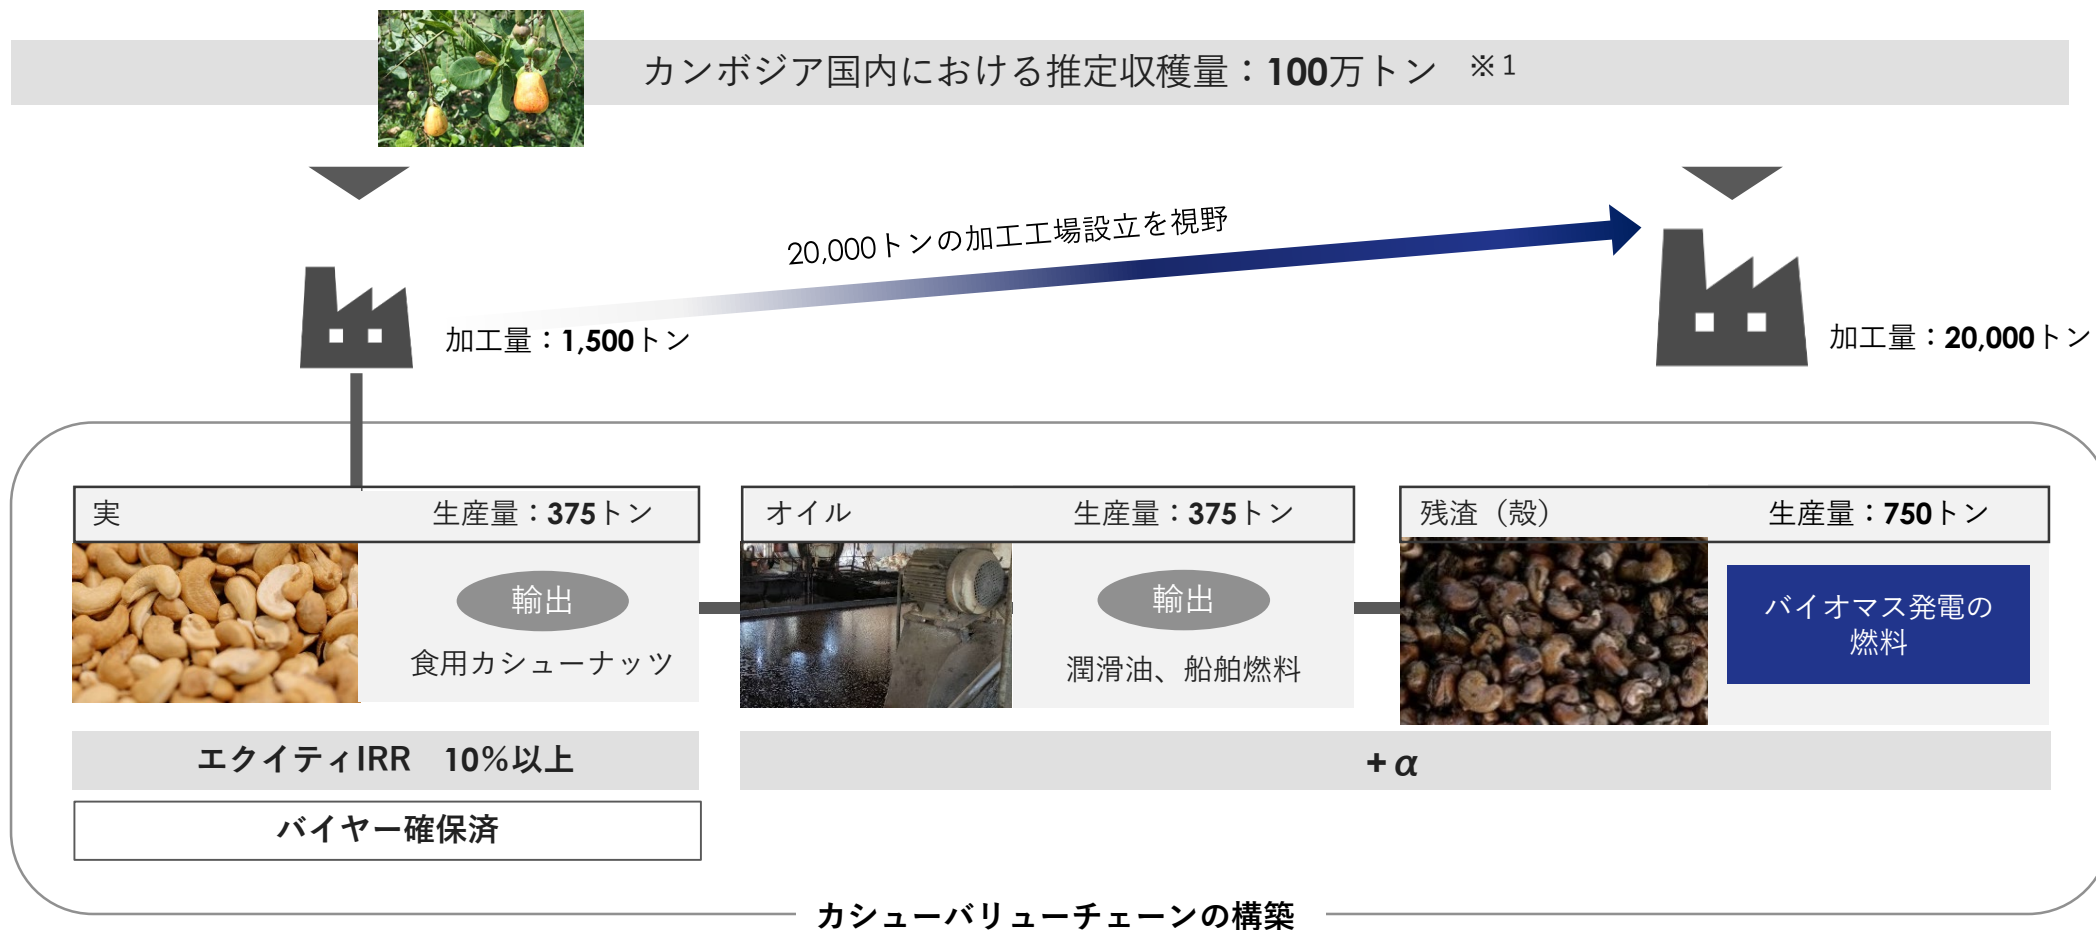 カンボジア国内における推定収穫量：100万トン ※1
20,000トンの加工工場設立を視野
加工量：1,500トン
加工量：20,000トン
実 生産量：375トン
輸出
食用カシューナッツ
オイル 生産量：375トン
輸出
潤滑油、船舶燃料
残渣（殻） 生産量：750トン
バイオマス発電の
燃料
エクイティIRR 10%以上
+α
バイヤー確保済
カシューバリューチェーンの構築